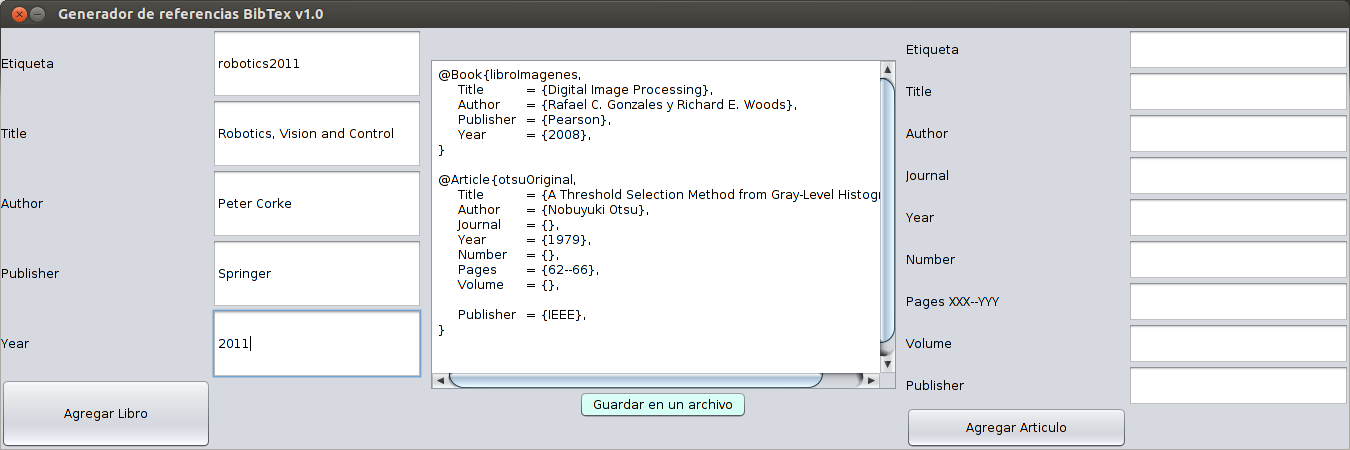 Generador de referencias BibTex v1.0
Etiqueta
robotics2011
Title
Robotics, Vision and Control
Author
Peter Corke
Publisher
Springer
Year
2011
Agregar Libro
@Book{libroImagenes,
Title = {Digital Image Processing},
Author = {Rafael C. Gonzales y Richard E. Woods},
Publisher = {Pearson},
Year = {2008},
}
@Article{otsuOriginal,
Title = {A Threshold Selection Method from Gray-Level Histogr
Author = {Nobuyuki Otsu},
Journal = {},
Year = {1979},
Number = {},
Pages = {62--66},
Volume = {},
Publisher = {IEEE},
}
Guardar en un archivo
Etiqueta
Title
Author
Journal
Year
Number
Pages XXX--YYY
Volume
Publisher
Agregar Articulo